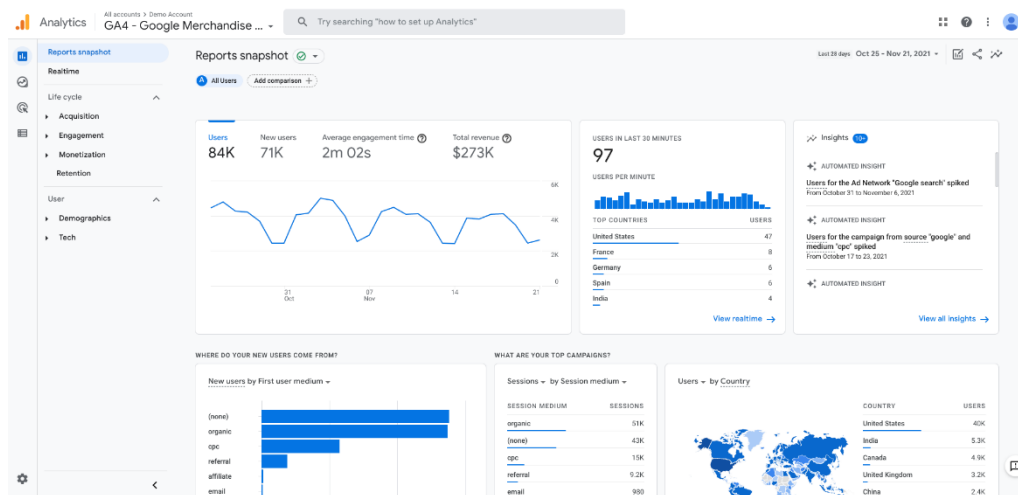 Analytics
All accounts > Demo Account
GA4 - Google Merchandise ...
Try searching "how to set up Analytics"
Reports snapshot
Realtime
Life cycle
Acquisition
Engagement
Monetization
Retention
User
Demographics
Tech
Reports snapshot
Last 28 days Oct 25 - Nov 21, 2021
A All Users
Add comparison +
Users
84K
New users
71K
Average engagement time
2m 02s
Total revenue
$273K
6K
4K
2K
0
31
Oct
07
Nov
14
21
USERS IN LAST 30 MINUTES
97
USERS PER MINUTE
TOP COUNTRIES USERS
United States 47
France 8
Germany 6
Spain 6
India 4
View realtime
Insights 10+
AUTOMATED INSIGHT
Users for the Ad Network "Google search" spiked
From October 31 to November 6, 2021
AUTOMATED INSIGHT
Users for the campaign from source "google" and
medium "cpc" spiked
From October 17 to 23, 2021
AUTOMATED INSIGHT
View all insights
WHERE DO YOUR NEW USERS COME FROM?
New users by First user medium
(none)
organic
cpc
referral
affiliate
email
WHAT ARE YOUR TOP CAMPAIGNS?
Sessions by Session medium
SESSION MEDIUM SESSIONS
organic 51K
(none) 43K
cpc 15K
referral 9.2K
email 980
Users by Country
COUNTRY USERS
United States 40K
India 5.3K
Canada 4.9K
United Kingdom 3.2K
China 2.4K